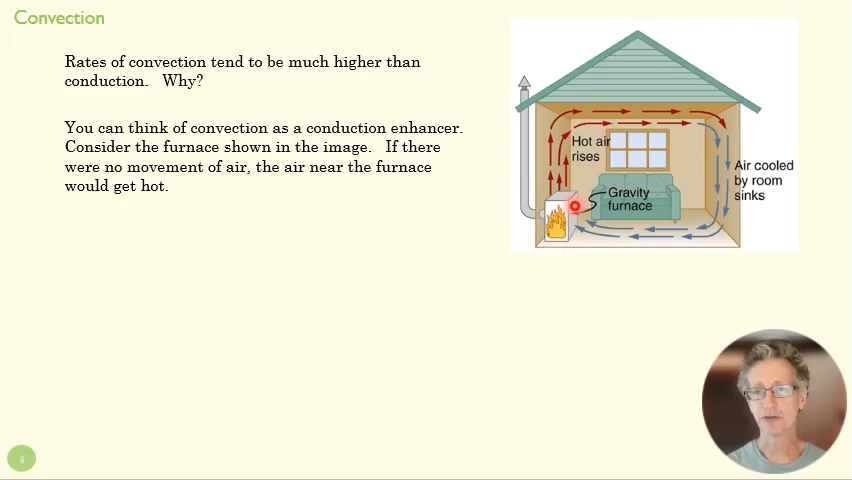 Convection
Rates of convection tend to be much higher than
conduction. Why?
You can think of convection as a conduction enhancer.
Consider the furnace shown in the image. If there
were no movement of air, the air near the furnace
would get hot.
Hot air
rises
Gravity
furnace
Air cooled
by room
sinks
4